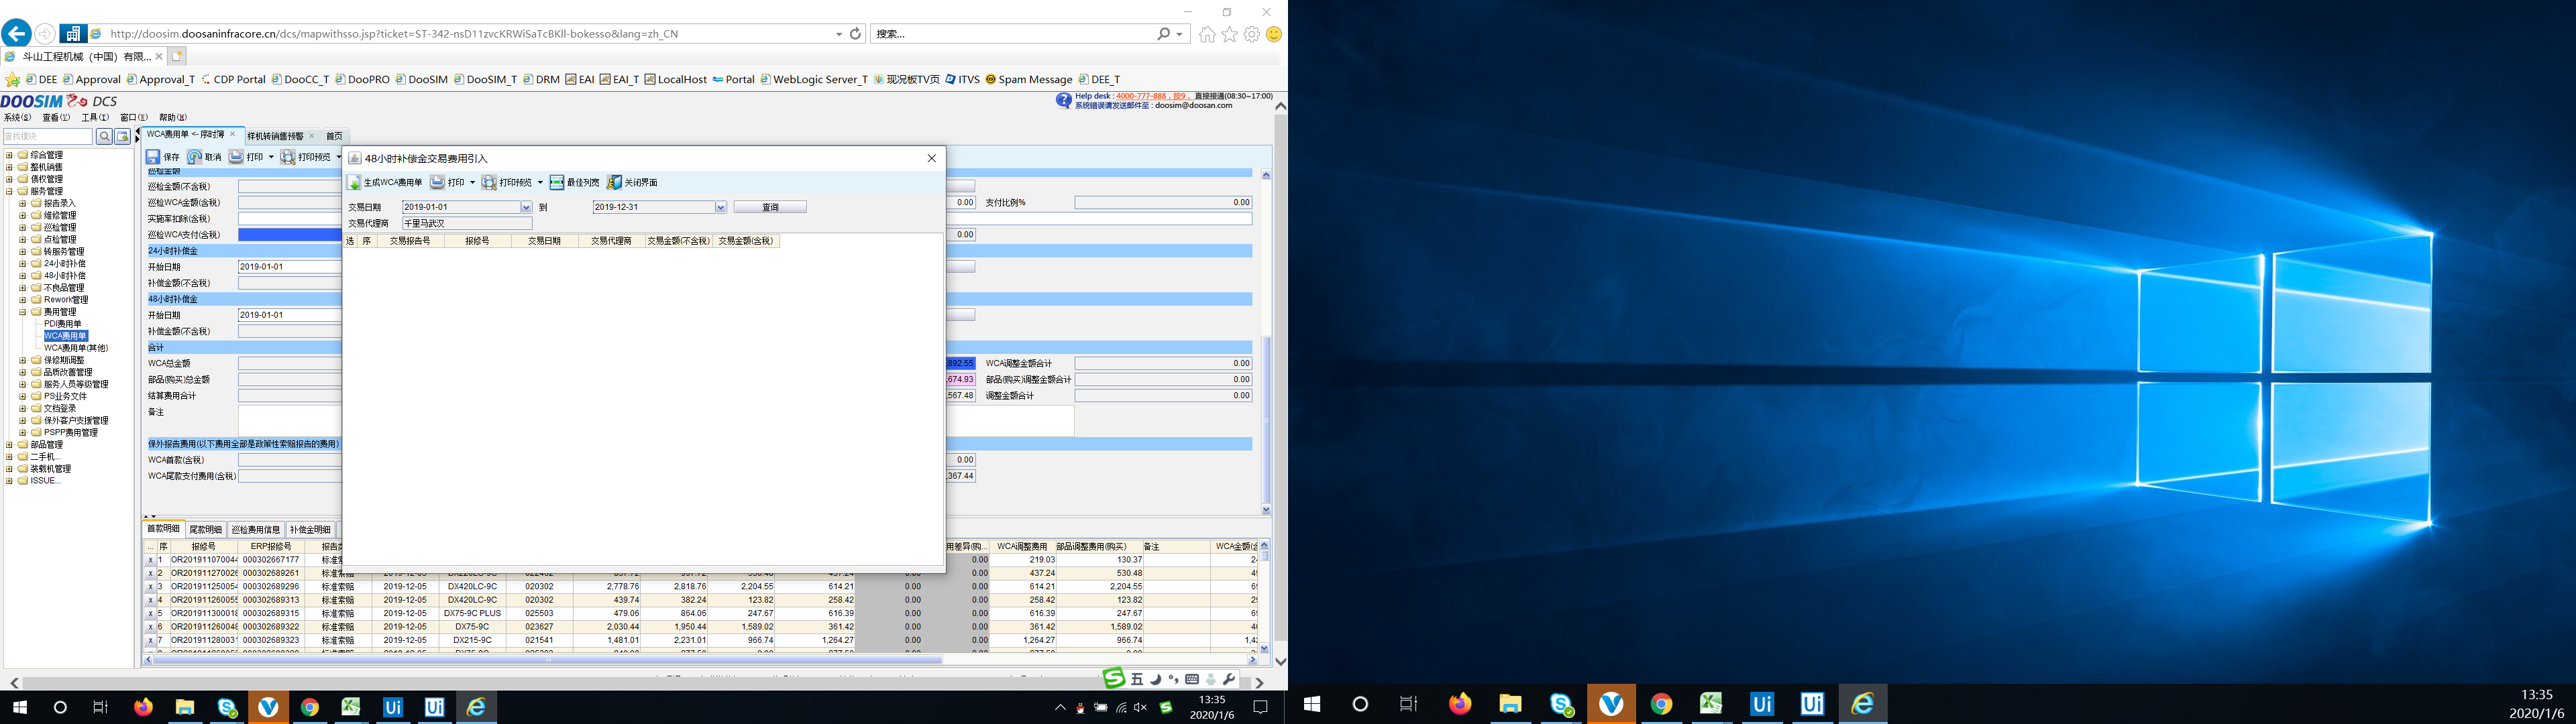 http://doosim.doosaninfracore.cn/dcs/mapwithsso.jsp?ticket=ST-342-nsD11zvcKRWiSaTcBKll-bokesso&lang=zh_CN
搜索...
斗山工程机械（中国）有限...
DEE Approval Approval_T CDP Portal DooCC_T DooPRO DooSIM DooSIM_T DRM EAI EAI_T LocalHost Portal WebLogic Server_T 现况板TV页 ITVS Spam Message DEE_T
DOOSIM DCS
Help desk : 4000-777-888，按9， 直接接通(08:30~17:00)
系统错误请发送邮件至 : doosim@doosan.com
系统(S) 查看(V) 工具(I) 窗口(E) 帮助(H)
查找模块
综合管理
整机销售
债权管理
服务管理
报告录入
维修管理
巡检管理
点检管理
转服务管理
24小时补偿
48小时补偿
不良品管理
Rework管理
费用管理
PDI费用单
WCA费用单
WCA费用单(其他)
保修期调整
品质改善管理
服务人员等级管理
PS业务文件
文档登录
保外客户支援管理
PSPP费用管理
部品管理
二手机...
装载机管理
ISSUE...
WCA费用单 <- 序时簿 样机转销售预警 首页
保存 取消 打印 打印预览
巡检金额
巡检金额(不含税)
巡检WCA金额(含税) 0.00 支付比例% 0.00
实施率扣除(含税)
巡检WCA支付(含税) 0.00
24小时补偿金
开始日期 2019-01-01
补偿金额(不含税)
48小时补偿金
开始日期 2019-01-01
补偿金额(不含税)
合计
WCA总金额 892.55 WCA调整金额合计 0.00
部品(购买)总金额 674.93 部品(购买)调整金额合计 0.00
结算费用合计 567.48 调整金额合计 0.00
备注
保外报告费用(以下费用全部是政策性索赔报告的费用)
WCA首款(含税) 0.00
WCA尾款支付费用(含税) 367.44
48小时补偿金交易费用引入
生成WCA费用单 打印 打印预览 最佳列宽 关闭界面
交易日期 2019-01-01 到 2019-12-31 查询
交易代理商 千里马武汉
选 序 交易报告号 报修号 交易日期 交易代理商 交易金额(不含税) 交易金额(含税)
首款明细 尾款明细 巡检费用信息 补偿金明细
... 序 报修号 ERP报修号 用差异(购... WCA调整费用 部品调整费用(购买) 备注
x 1 OR201911070044 000302667177 标准索 0.00 219.03 130.37
x 2 OR20191127002 000302689261 标准索赔 2019-12-05 DX220LC-9C 0.00 437.24 530.48
x 3 OR201911250054 000302689296 标准索赔 2019-12-05 DX420LC-9C 020302 2,778.76 2,818.76 2,204.55 614.21 0.00 0.00 614.21 2,204.55
x 4 OR20191126005 000302689313 标准索赔 2019-12-05 DX420LC-9C 020302 439.74 382.24 123.82 258.42 0.00 0.00 258.42 123.82
x 5 OR20191130001 000302689315 标准索赔 2019-12-05 DX75-9C PLUS 025503 479.06 864.06 247.67 616.39 0.00 0.00 616.39 247.67
x 6 OR20191126004 000302689322 标准索赔 2019-12-05 DX75-9C 023627 2,030.44 1,950.44 1,589.02 361.42 0.00 0.00 361.42 1,589.02
x 7 OR20191128003 000302689323 标准索赔 2019-12-05 DX215-9C 021541 1,481.01 2,231.01 966.74 1,264.27 0.00 0.00 1,264.27 966.74
五
13:35
2020/1/6
13:35
2020/1/6